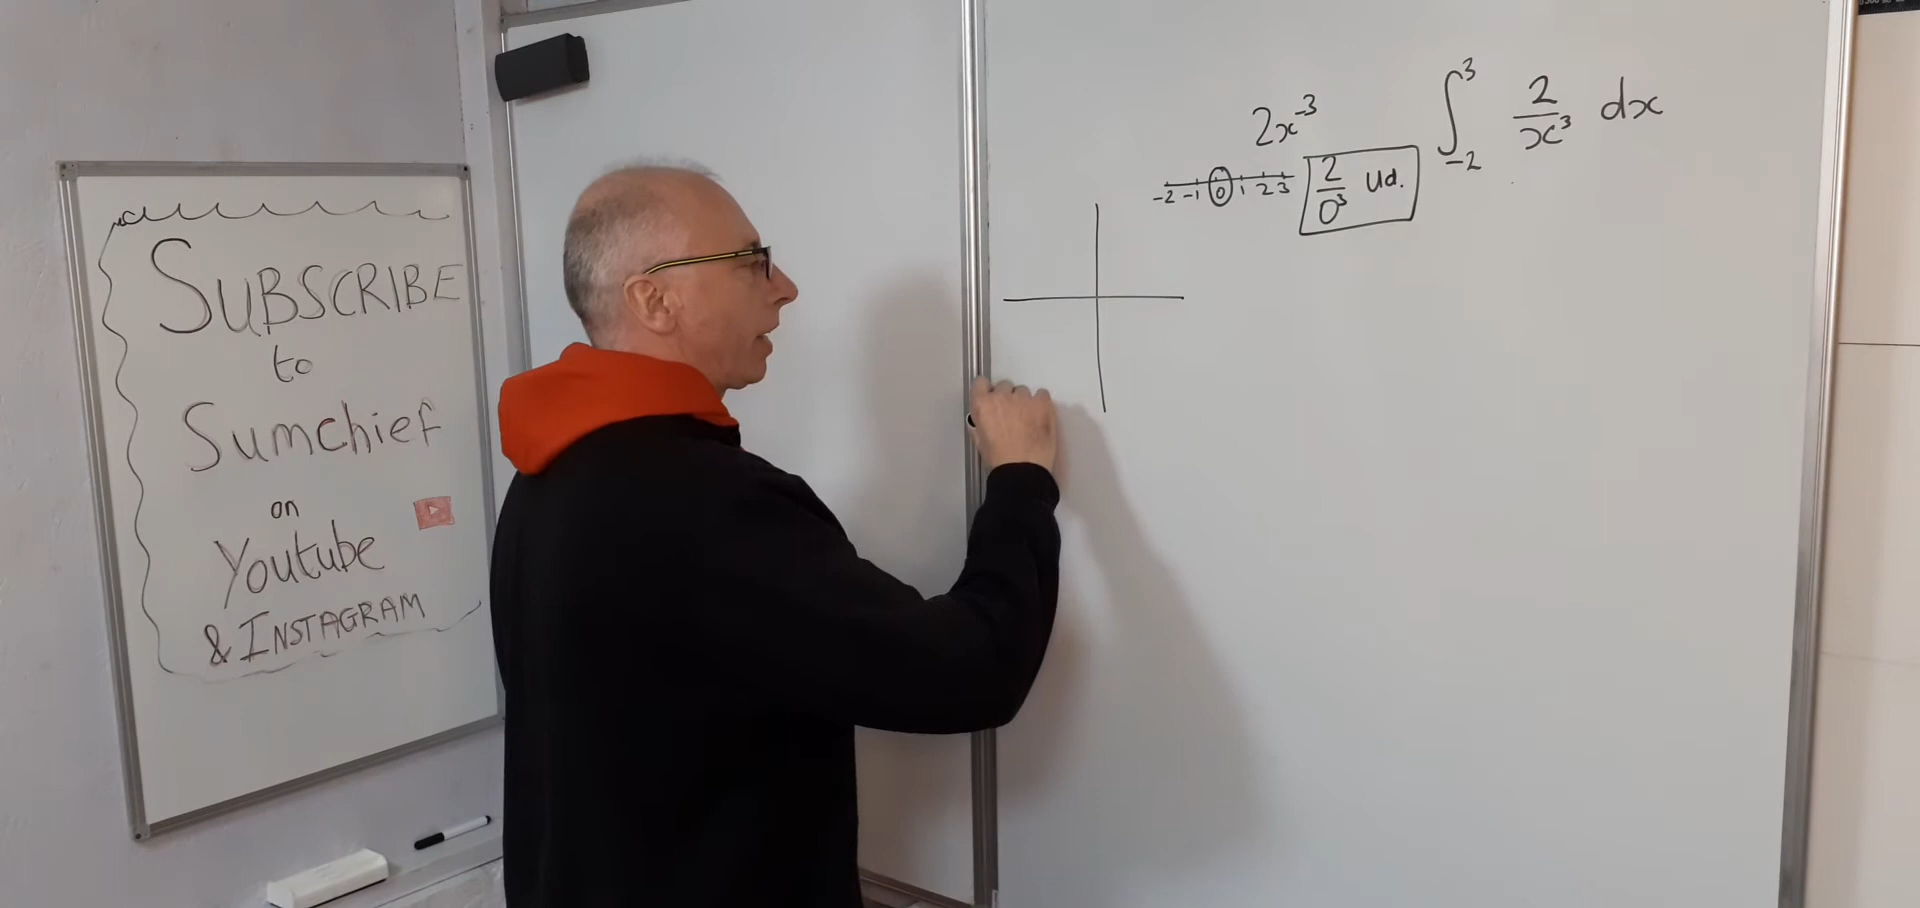 SUBSCRIBE
to
Sumchief
on
Youtube
& INSTAGRAM
2x⁻³
-2 -1 0 1 2 3
2/0³ Ud.
∫₋₂³ 2/x³ dx